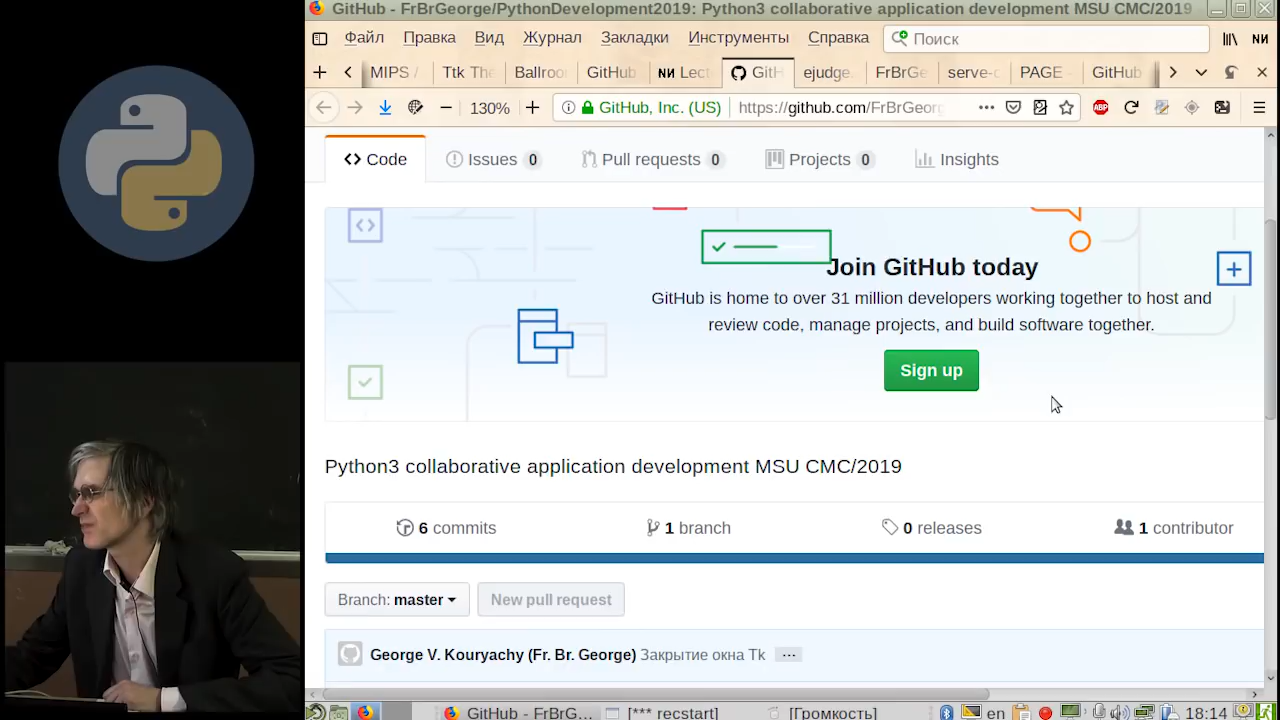 GitHub - FrBrGeorge/PythonDevelopment2019: Python3 collaborative application development MSU CMC/2019
Файл Правка Вид Журнал Закладки Инструменты Справка Поиск
MIPS / Ttk The Ballroo GitHub Lect GitH ejudge. FrBrGe serve-c PAGE - GitHub
130% GitHub, Inc. (US) https://github.com/FrBrGeorg
Code Issues 0 Pull requests 0 Projects 0 Insights
Join GitHub today
GitHub is home to over 31 million developers working together to host and
review code, manage projects, and build software together.
Sign up
Python3 collaborative application development MSU CMC/2019
6 commits 1 branch 0 releases 1 contributor
Branch: master New pull request
George V. Kouryachy (Fr. Br. George) Закрытие окна Tk ...
GitHub - FrBrG... [*** recstart] [Громкость] en 18:14